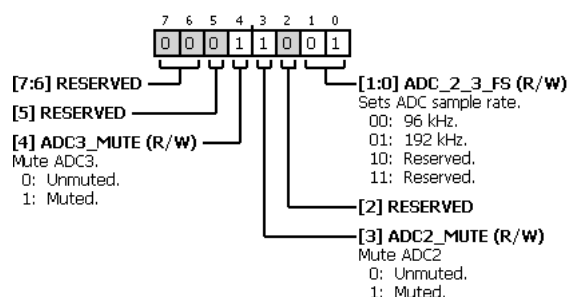 7 6 5 4 3 2 1 0
0 0 0 1 1 0 0 1
[7:6] RESERVED
[5] RESERVED
[4] ADC3_MUTE (R/W)
Mute ADC3.
0: Unmuted.
1: Muted.
[1:0] ADC_2_3_FS (R/W)
Sets ADC sample rate.
00: 96 kHz.
01: 192 kHz.
10: Reserved.
11: Reserved.
[2] RESERVED
[3] ADC2_MUTE (R/W)
Mute ADC2
0: Unmuted.
1: Muted.